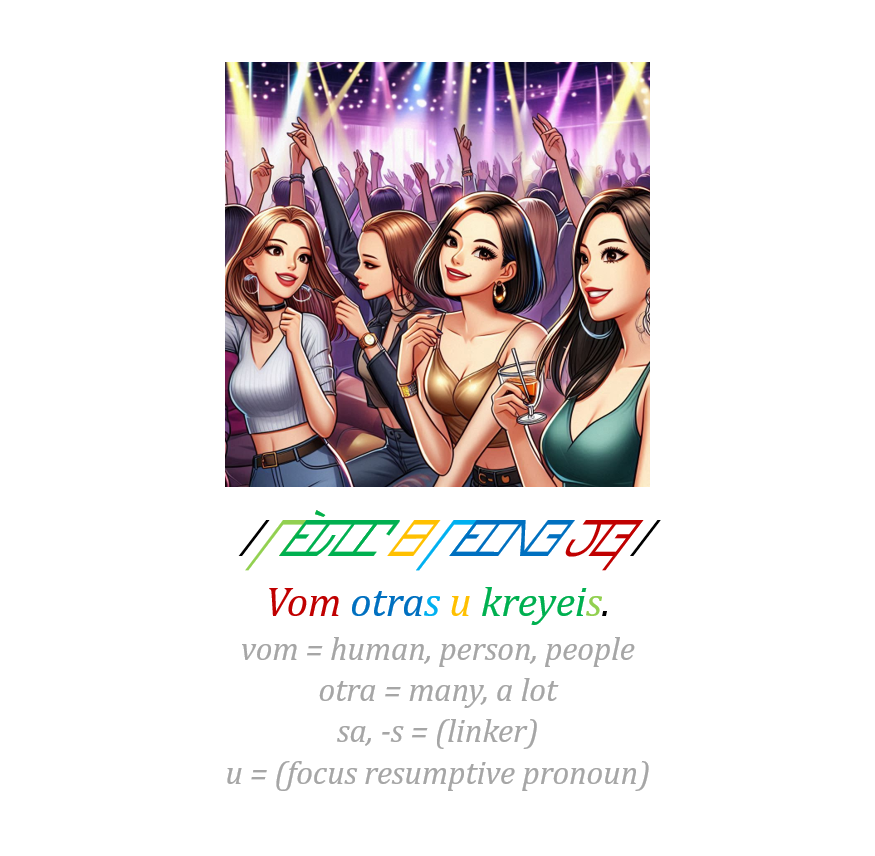 Vom otras u kreyeis.
vom = human, person, people
otra = many, a lot
sa, -s = (linker)
u = (focus resumptive pronoun)